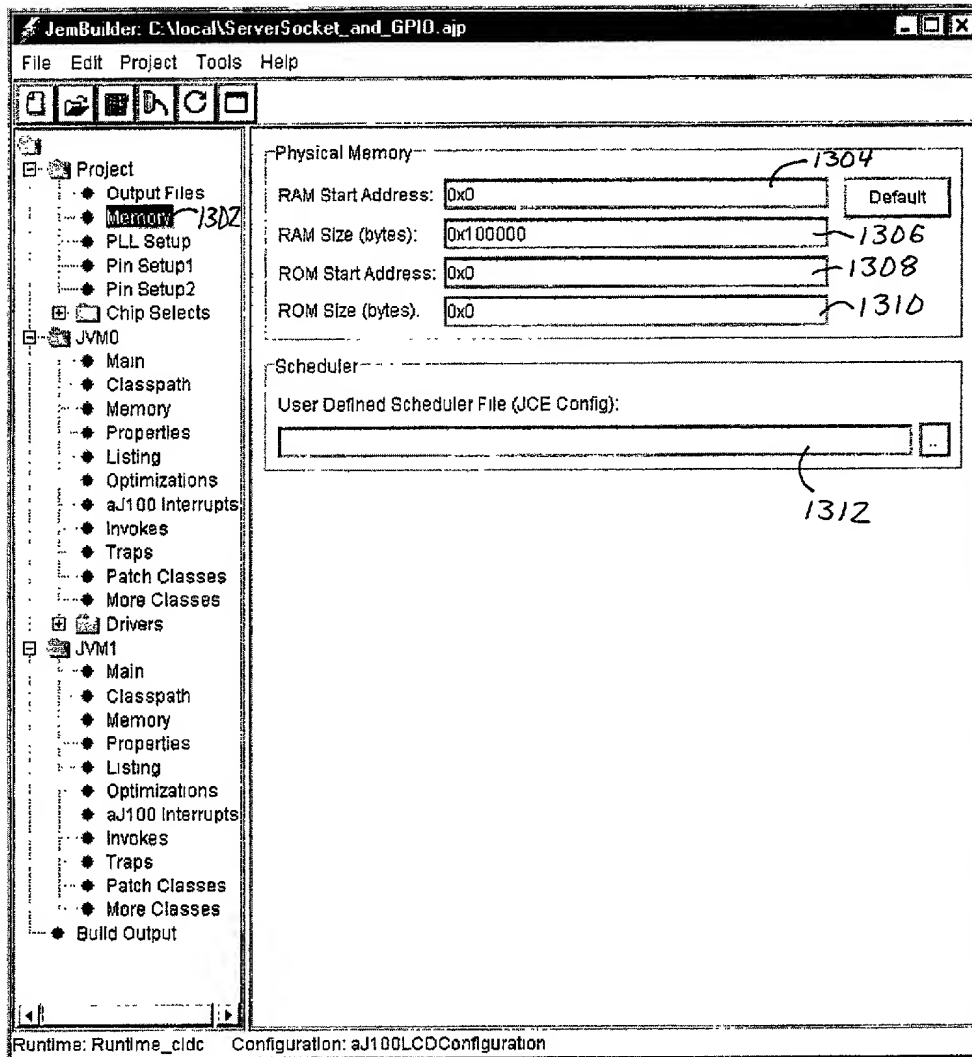 JemBuilder: C:\local\ServerSocket_and_GPIO.ajp
File Edit Project Tools Help
Project
Output Files
Memory 1302
PLL Setup
Pin Setup1
Pin Setup2
Chip Selects
JVM0
Main
Classpath
Memory
Properties
Listing
Optimizations
aJ100 Interrupts
Invokes
Traps
Patch Classes
More Classes
Drivers
JVM1
Main
Classpath
Memory
Properties
Listing
Optimizations
aJ100 Interrupts
Invokes
Traps
Patch Classes
More Classes
Build Output
Physical Memory
1304
RAM Start Address: 0x0 Default
RAM Size (bytes): 0x100000 1306
ROM Start Address: 0x0 1308
ROM Size (bytes). 0x0 1310
Scheduler
User Defined Scheduler File (JCE Config):
..
1312
Runtime: Runtime_cldc Configuration: aJ100LCDConfiguration